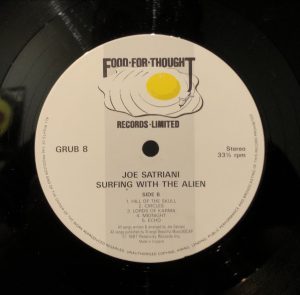 FOOD-FOR-THOUGHT
RECORDS-LIMITED
GRUB 8
Stereo
33⅓ rpm
JOE SATRIANI
SURFING WITH THE ALIEN
SIDE B
1. HILL OF THE SKULL
2. CIRCLES
3. LORDS OF KARMA
4. MIDNIGHT
5. ECHO
All songs written & arranged by Joe Satriani
Made in England